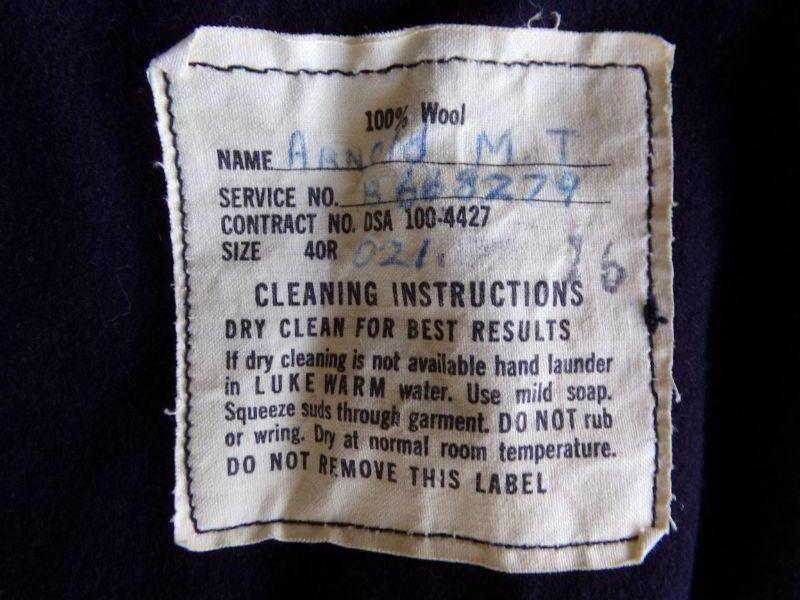 100% Wool
NAME Arnold M. T.
SERVICE NO. B668279
CONTRACT NO. DSA 100-4427
SIZE 40R 021.
26
CLEANING INSTRUCTIONS
DRY CLEAN FOR BEST RESULTS
If dry cleaning is not available hand launder
in LUKE WARM water. Use mild soap.
Squeeze suds through garment. DO NOT rub
or wring. Dry at normal room temperature.
DO NOT REMOVE THIS LABEL